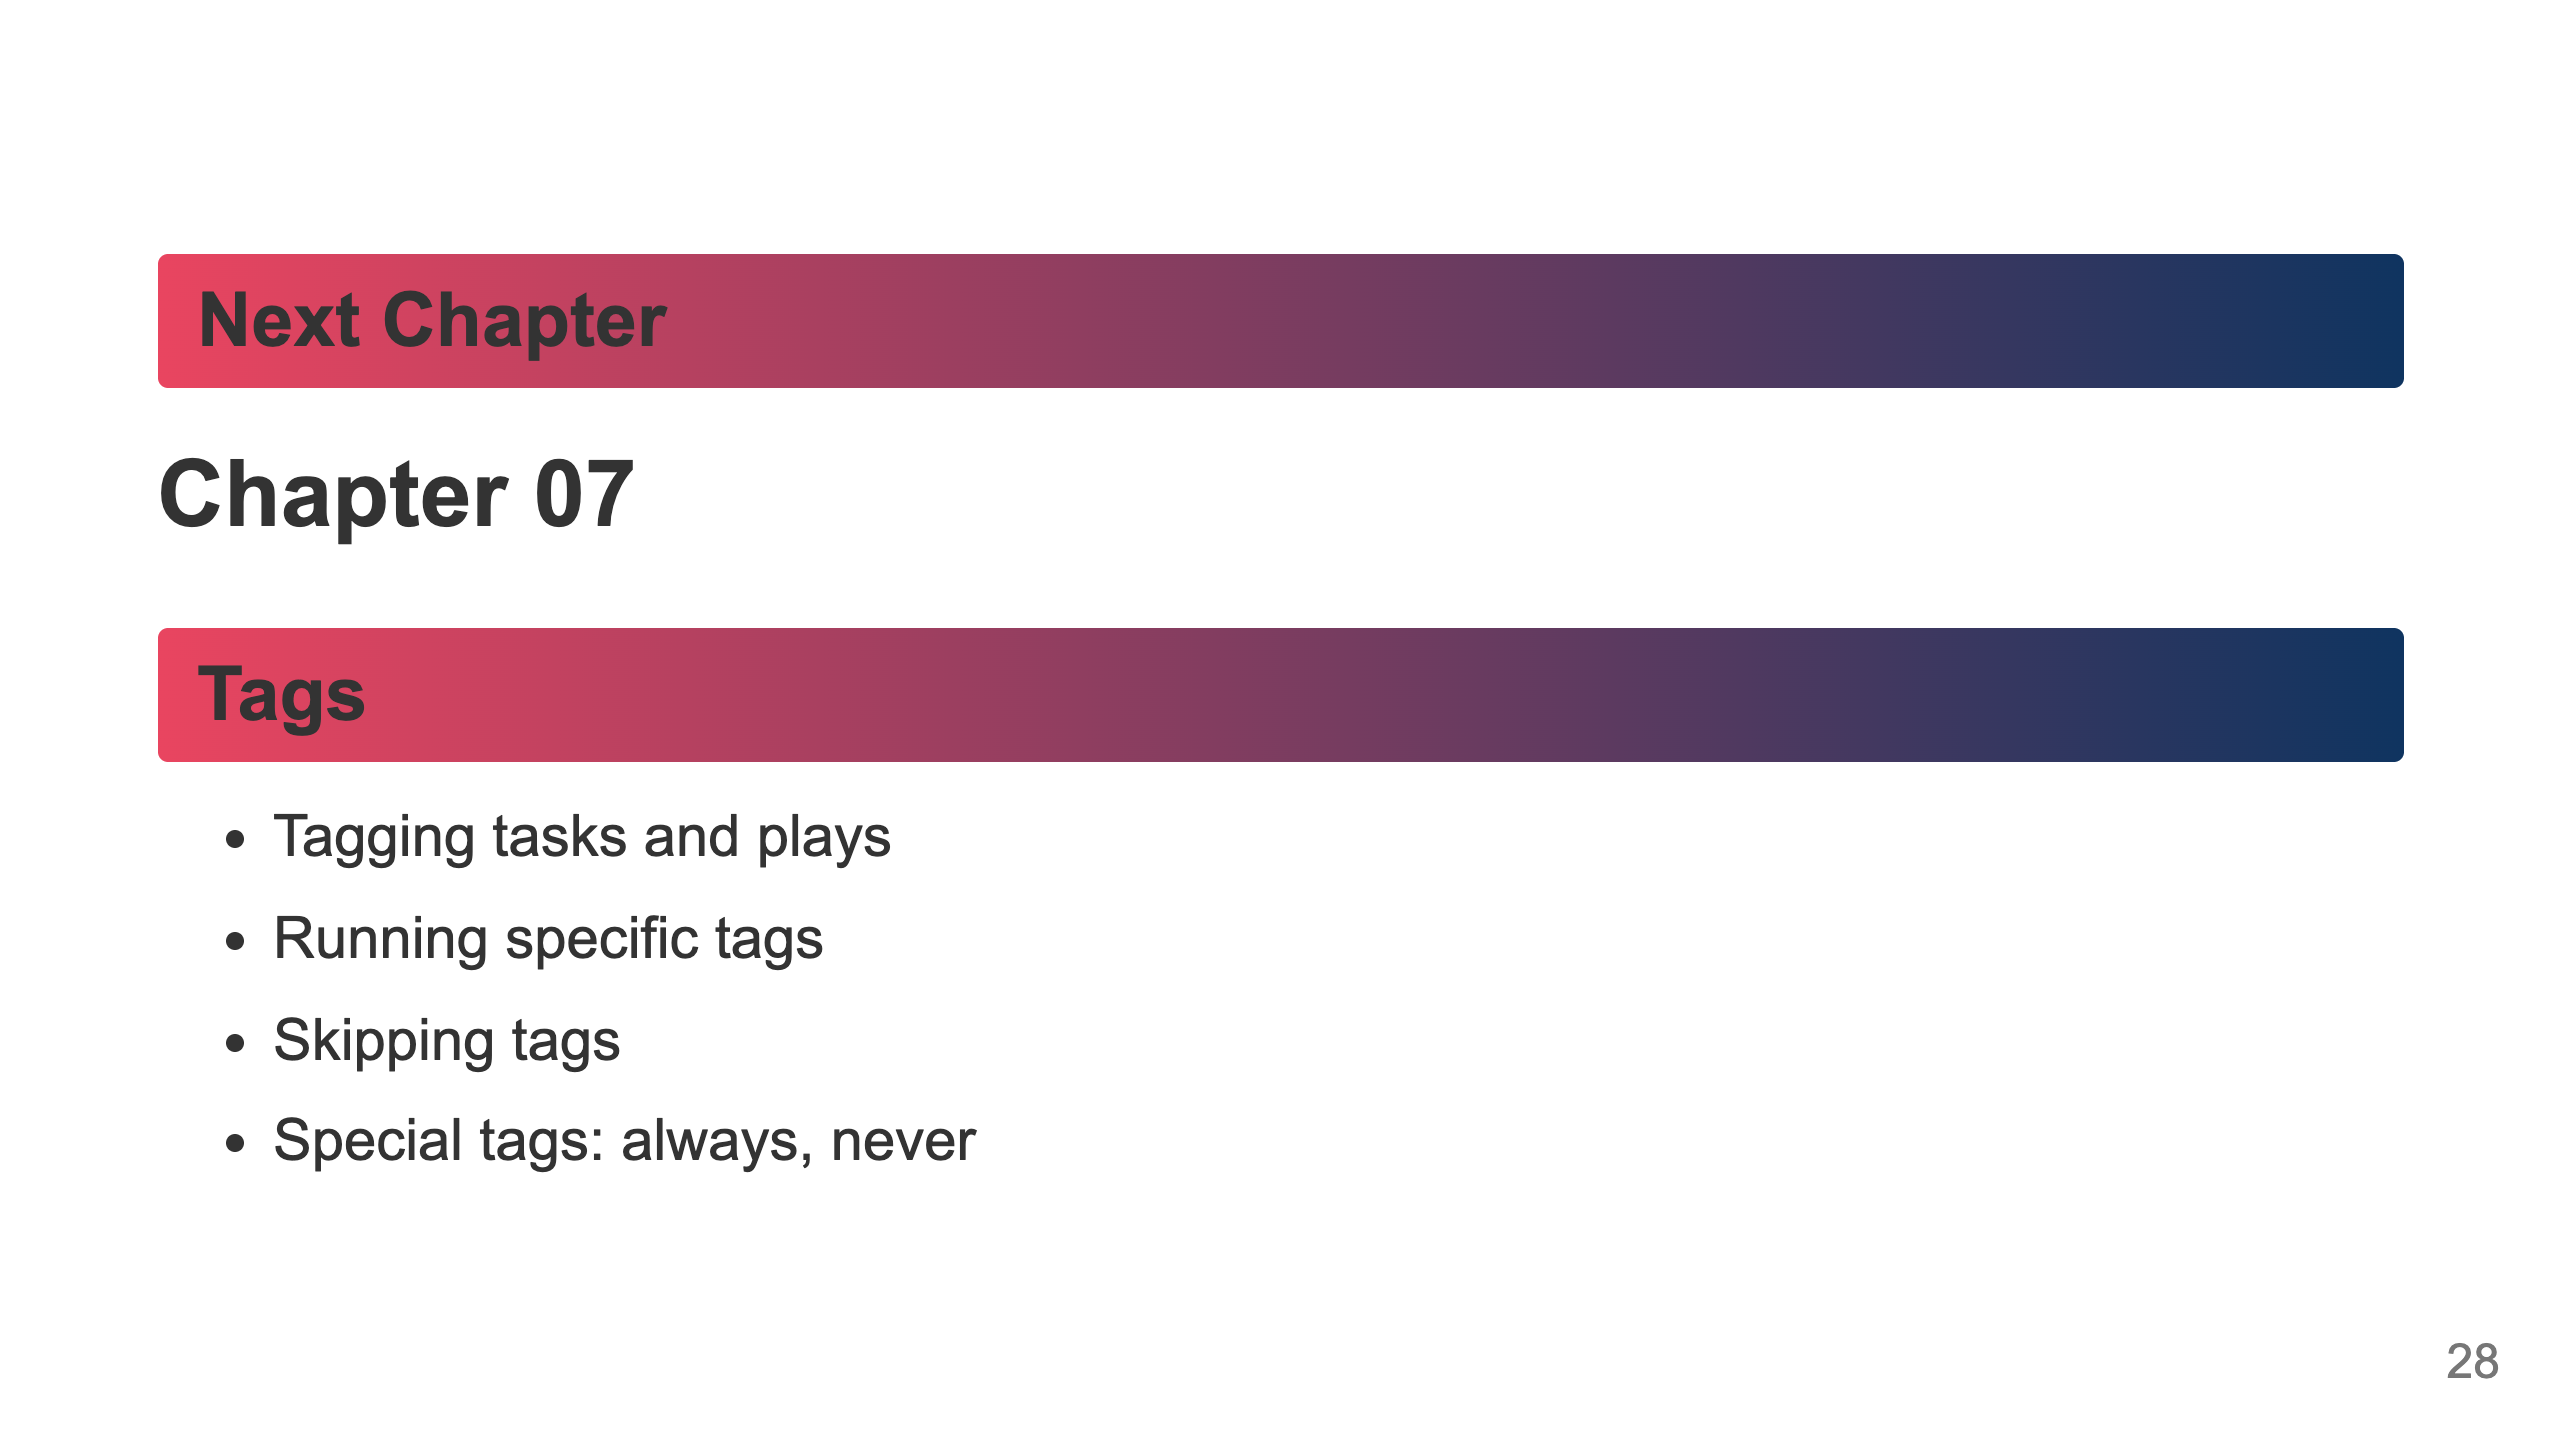 Next Chapter
Chapter 07
Tags
• Tagging tasks and plays
• Running specific tags
• Skipping tags
• Special tags: always, never
28